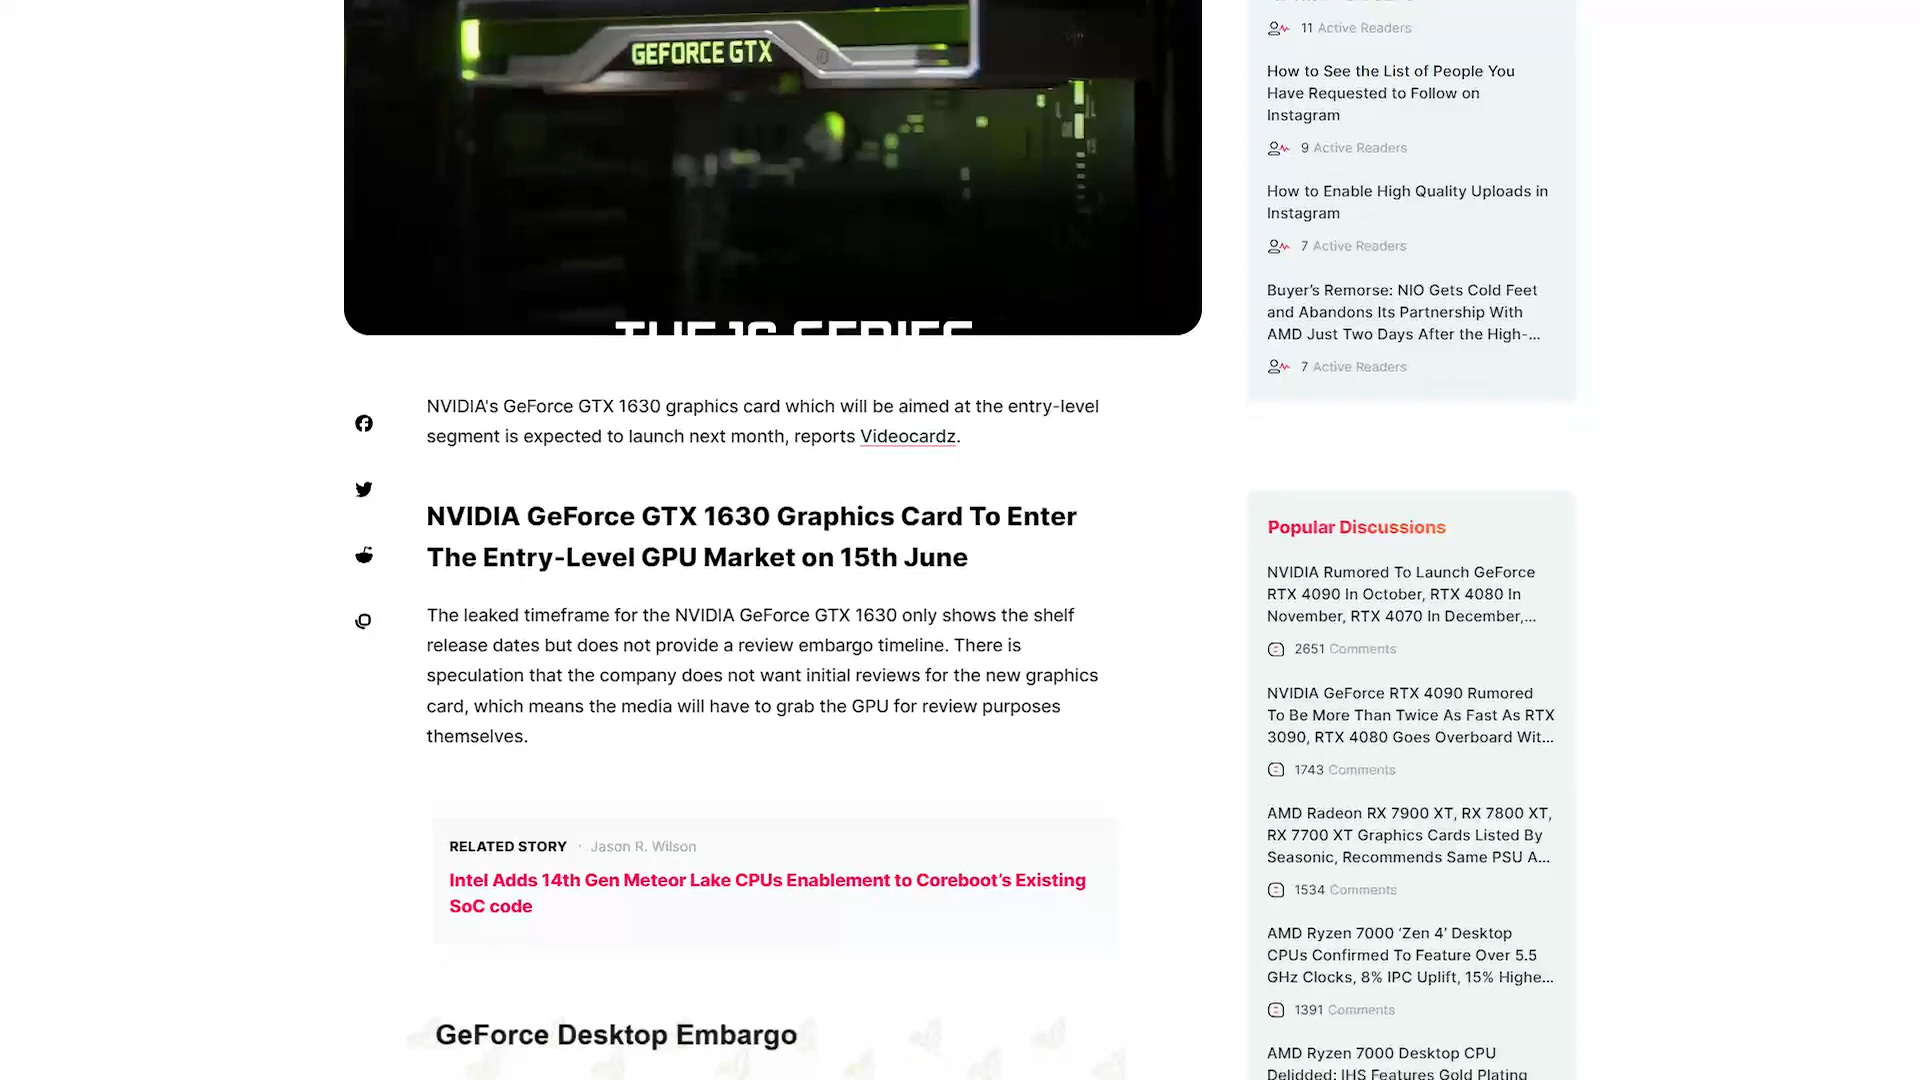 GEFORCE GTX
THE 16 SERIES
NVIDIA's GeForce GTX 1630 graphics card which will be aimed at the entry-level
segment is expected to launch next month, reports Videocardz.
NVIDIA GeForce GTX 1630 Graphics Card To Enter
The Entry-Level GPU Market on 15th June
The leaked timeframe for the NVIDIA GeForce GTX 1630 only shows the shelf
release dates but does not provide a review embargo timeline. There is
speculation that the company does not want initial reviews for the new graphics
card, which means the media will have to grab the GPU for review purposes
themselves.
RELATED STORY · Jason R. Wilson
Intel Adds 14th Gen Meteor Lake CPUs Enablement to Coreboot’s Existing
SoC code
GeForce Desktop Embargo
11 Active Readers
How to See the List of People You
Have Requested to Follow on
Instagram
9 Active Readers
How to Enable High Quality Uploads in
Instagram
7 Active Readers
Buyer’s Remorse: NIO Gets Cold Feet
and Abandons Its Partnership With
AMD Just Two Days After the High-...
7 Active Readers
Popular Discussions
NVIDIA Rumored To Launch GeForce
RTX 4090 In October, RTX 4080 In
November, RTX 4070 In December,...
2651 Comments
NVIDIA GeForce RTX 4090 Rumored
To Be More Than Twice As Fast As RTX
3090, RTX 4080 Goes Overboard Wit...
1743 Comments
AMD Radeon RX 7900 XT, RX 7800 XT,
RX 7700 XT Graphics Cards Listed By
Seasonic, Recommends Same PSU A...
1534 Comments
AMD Ryzen 7000 ‘Zen 4’ Desktop
CPUs Confirmed To Feature Over 5.5
GHz Clocks, 8% IPC Uplift, 15% Highe...
1391 Comments
AMD Ryzen 7000 Desktop CPU
Delidded: IHS Features Gold Plating